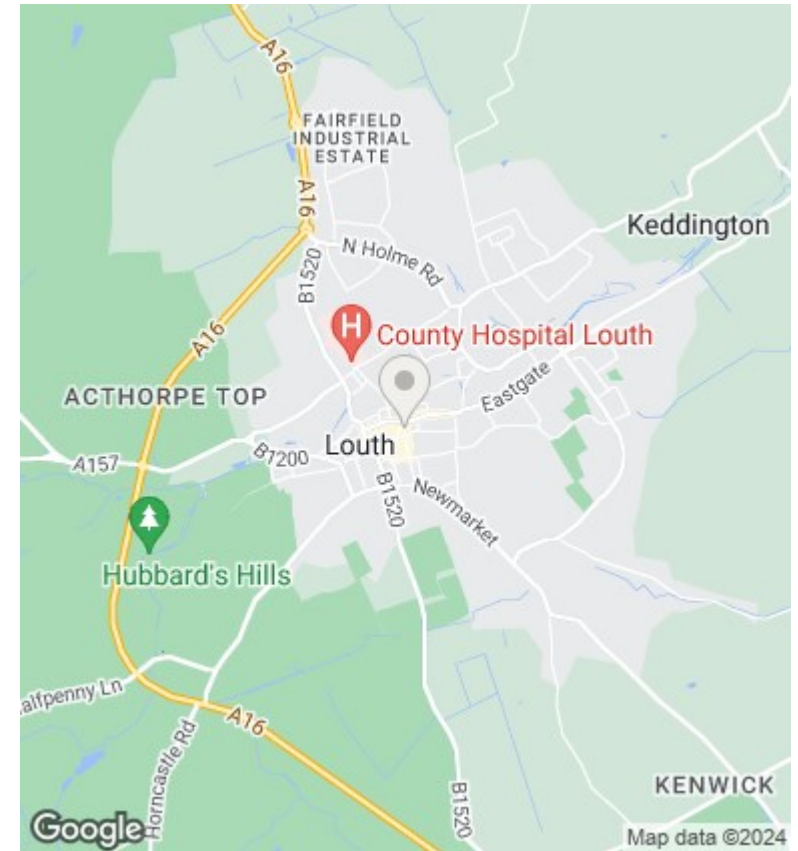 A16
FAIRFIELD
INDUSTRIAL
ESTATE
A16
Keddington
N Holme Rd
B1520
A16
County Hospital Louth
ACTHORPE TOP
Eastgate
Louth
B1200
A157
Newmarket
B1520
Hubbard's Hills
alfpenny Ln
A16
Horncastle Rd
B1520
KENWICK
Google
Map data ©2024